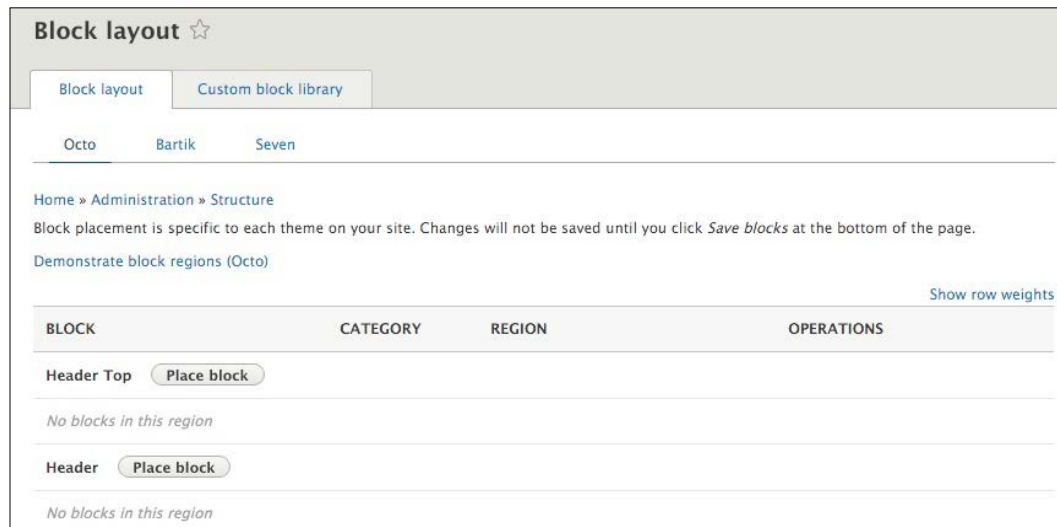 Block layout
Block layout Custom block library
Octo Bartik Seven
Home » Administration » Structure
Block placement is specific to each theme on your site. Changes will not be saved until you click Save blocks at the bottom of the page.
Demonstrate block regions (Octo)
Show row weights
BLOCK CATEGORY REGION OPERATIONS
Header Top Place block
No blocks in this region
Header Place block
No blocks in this region